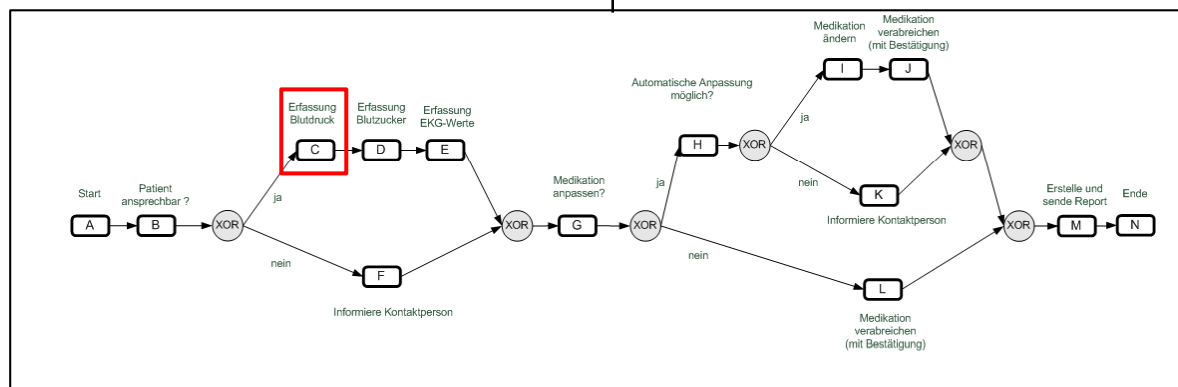 Start
A
Patient
ansprechbar ?
B
XOR
ja
nein
Erfassung
Blutdruck
C
Erfassung
Blutzucker
D
Erfassung
EKG-Werte
E
F
Informiere Kontaktperson
XOR
Medikation
anpassen?
G
XOR
ja
nein
Automatische Anpassung
möglich?
H
XOR
ja
nein
Medikation
ändern
I
Medikation
verabreichen
(mit Bestätigung)
J
K
Informiere Kontaktperson
XOR
L
Medikation
verabreichen
(mit Bestätigung)
XOR
Erstelle und
sende Report
M
Ende
N